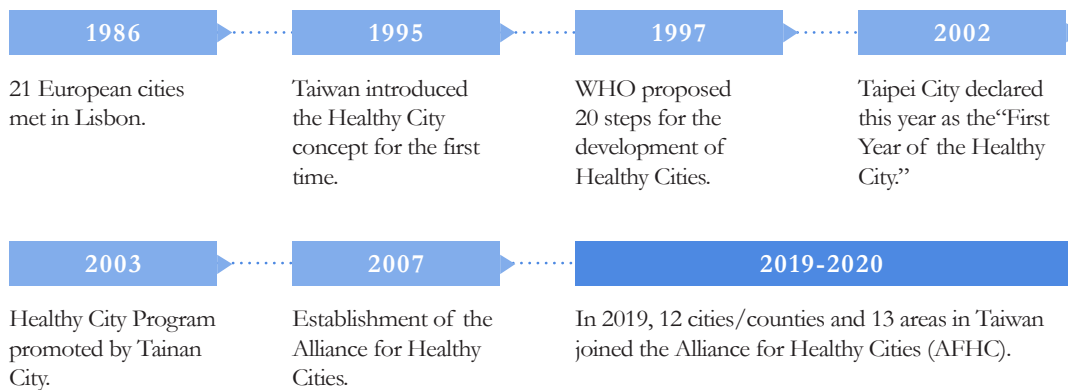 1986
21 European cities
met in Lisbon.
1995
Taiwan introduced
the Healthy City
concept for the first
time.
1997
WHO proposed
20 steps for the
development of
Healthy Cities.
2002
Taipei City declared
this year as the“First
Year of the Healthy
City.”
2003
Healthy City Program
promoted by Tainan
City.
2007
Establishment of the
Alliance for Healthy
Cities.
2019-2020
In 2019, 12 cities/counties and 13 areas in Taiwan
joined the Alliance for Healthy Cities (AFHC).